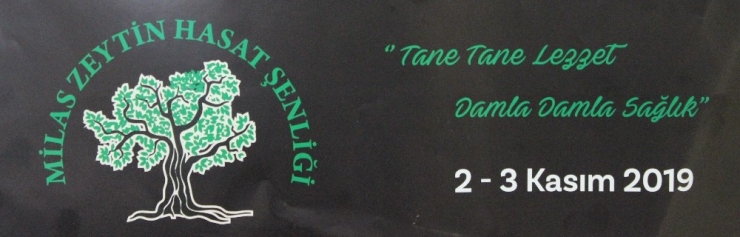 MİLAS ZEYTİN HASAT ŞENLİĞİ
“Tane Tane Lezzet
Damla Damla Sağlık”
2 - 3 Kasım 2019